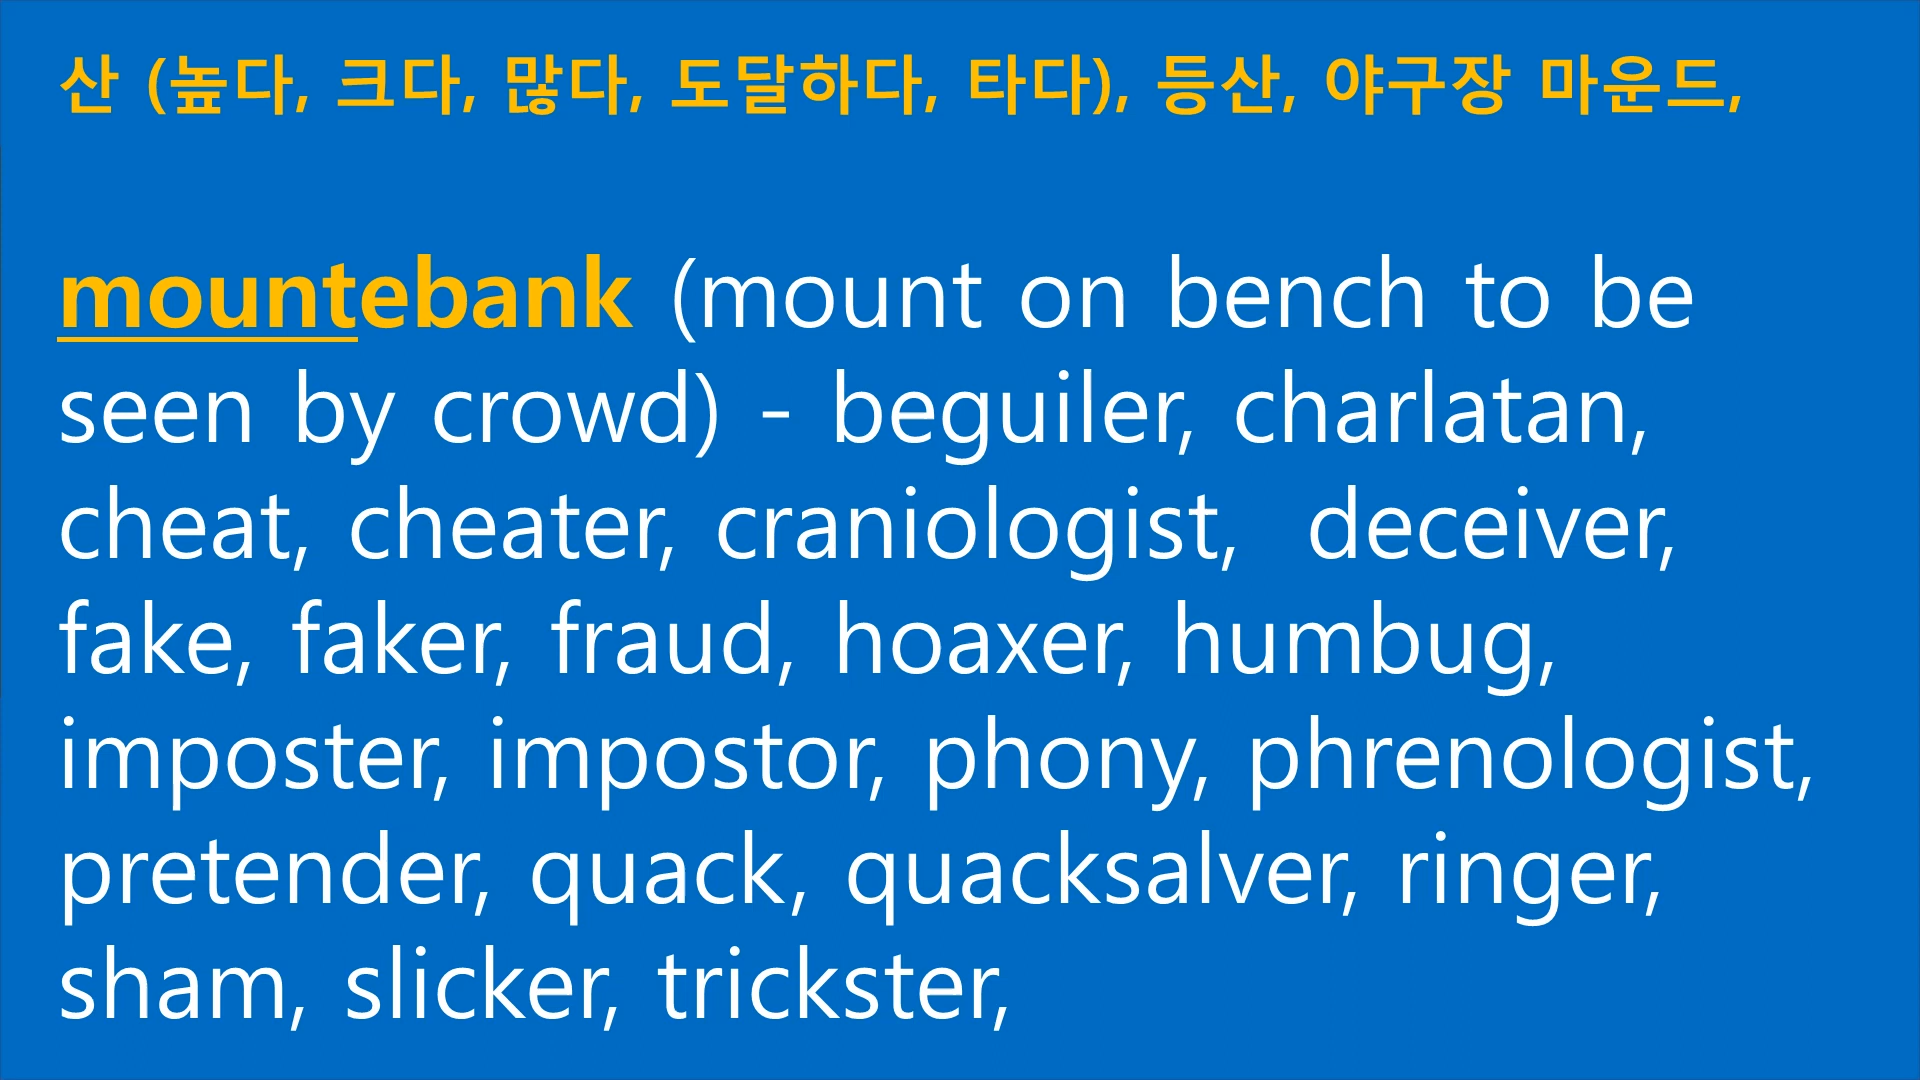 산 (높다, 크다, 많다, 도달하다, 타다), 등산, 야구장 마운드,
mountebank (mount on bench to be
seen by crowd) - beguiler, charlatan,
cheat, cheater, craniologist,  deceiver,
fake, faker, fraud, hoaxer, humbug,
imposter, impostor, phony, phrenologist,
pretender, quack, quacksalver, ringer,
sham, slicker, trickster,